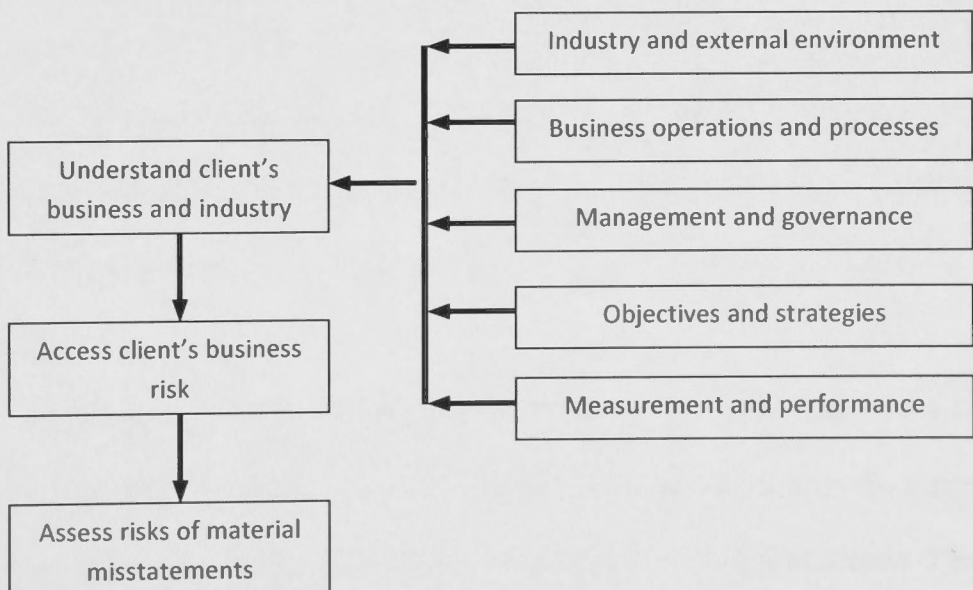 Industry and external environment
Business operations and processes
Understand client's
business and industry
Management and governance
Objectives and strategies
Access client's business
risk
Measurement and performance
Assess risks of material
misstatements